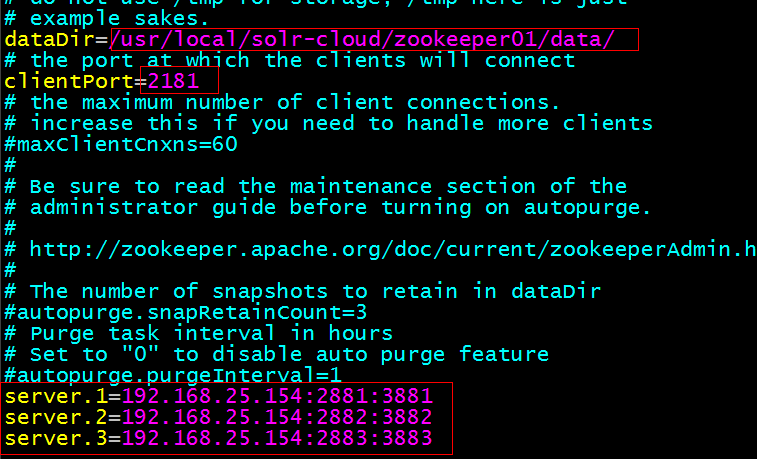 # do not use /tmp for storage, /tmp here is just
# example sakes.
dataDir=/usr/local/solr-cloud/zookeeper01/data/
# the port at which the clients will connect
clientPort=2181
# the maximum number of client connections.
# increase this if you need to handle more clients
#maxClientCnxns=60
#
# Be sure to read the maintenance section of the
# administrator guide before turning on autopurge.
#
# http://zookeeper.apache.org/doc/current/zookeeperAdmin.h
#
# The number of snapshots to retain in dataDir
#autopurge.snapRetainCount=3
# Purge task interval in hours
# Set to "0" to disable auto purge feature
#autopurge.purgeInterval=1
server.1=192.168.25.154:2881:3881
server.2=192.168.25.154:2882:3882
server.3=192.168.25.154:2883:3883